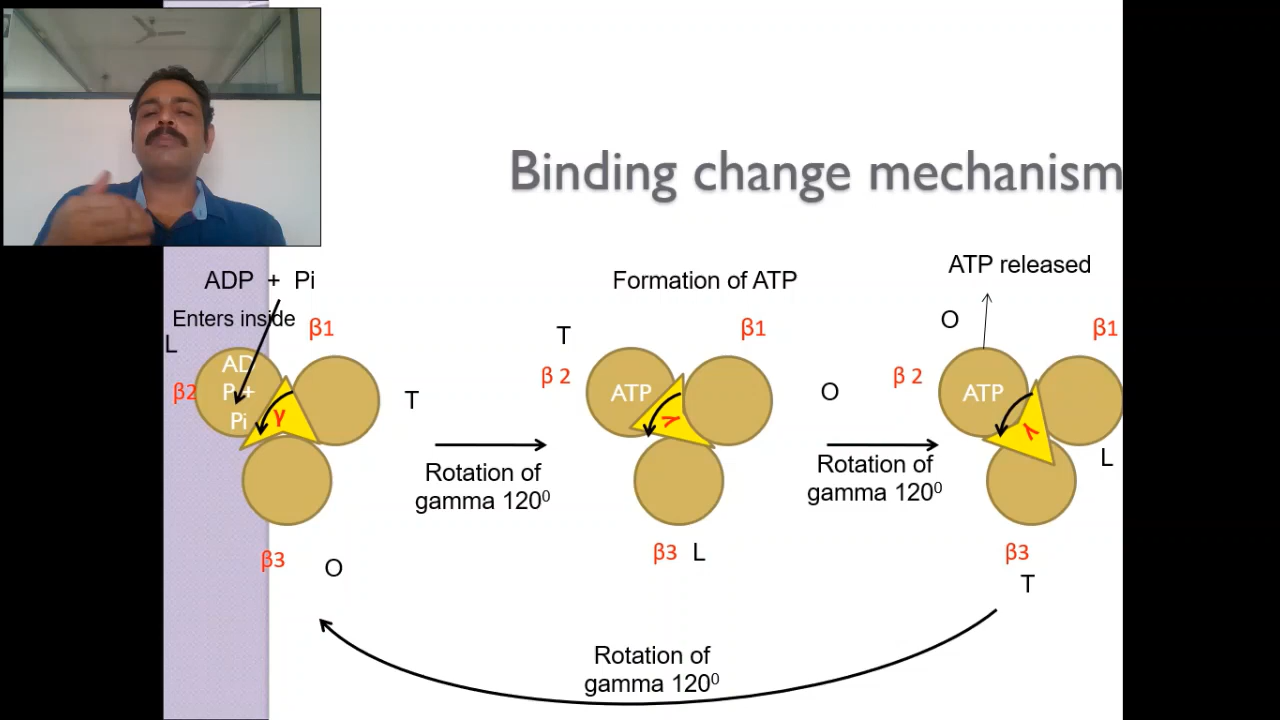 Binding change mechanism
ADP + Pi
Enters inside
L
β1
β2
AD
P +
Pi
γ
T
β3
O
Rotation of
gamma 120⁰
Formation of ATP
T
β1
β 2
ATP
γ
O
β3 L
Rotation of
gamma 120⁰
ATP released
O
β1
β 2
ATP
γ
L
β3
T
Rotation of
gamma 120⁰